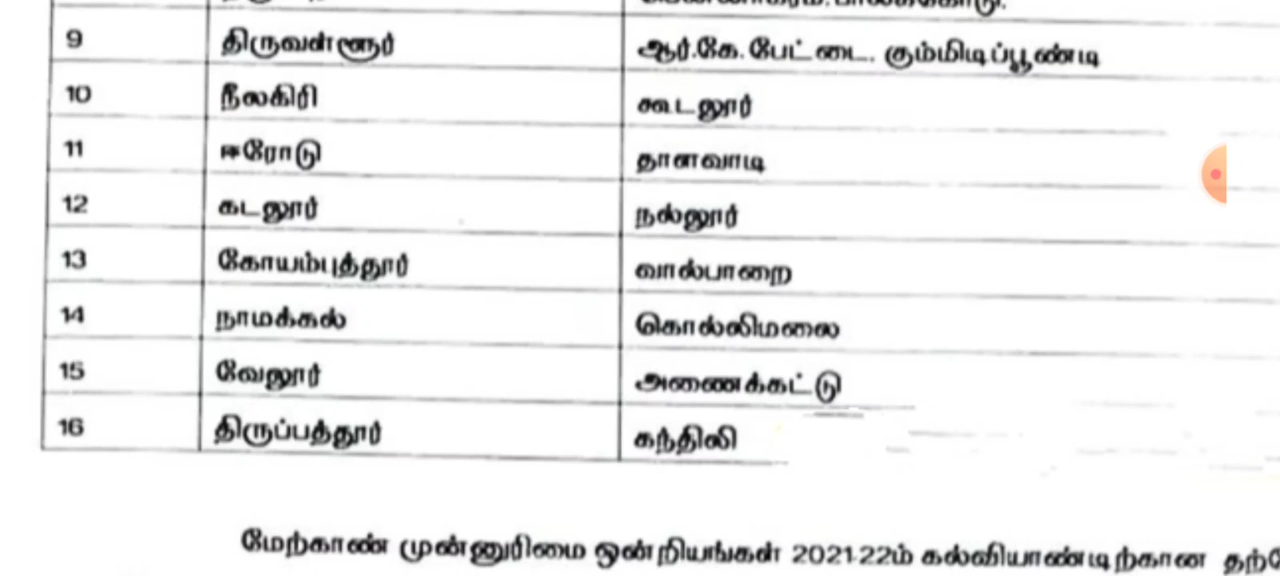 9 திருவள்ளூர் ஆர்.கே.பேட்டை. கும்மிடிப்பூண்டி
10 நீலகிரி கூடலூர்
11 ஈரோடு தாளவாடி
12 கடலூர் நல்லூர்
13 கோயம்புத்தூர் வால்பாறை
14 நாமக்கல் கொல்லிமலை
15 வேலூர் அணைக்கட்டு
16 திருப்பத்தூர் கந்திலி
மேற்காண் முன்னுரிமை ஒன்றியங்கள் 2021-22ம் கல்வியாண்டிற்கான